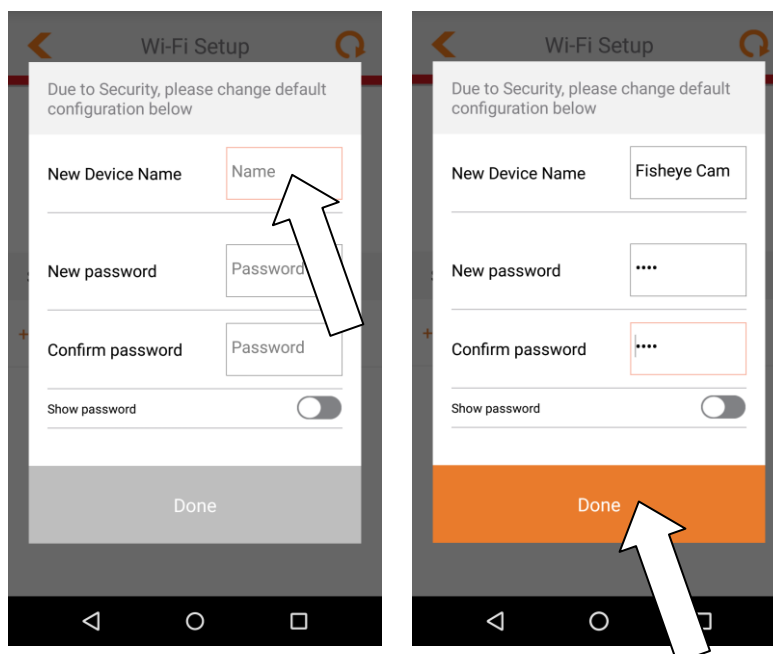 Wi-Fi Setup
Due to Security, please change default
configuration below
New Device Name
Name
New password
Password
Confirm password
Password
Show password
Done
Wi-Fi Setup
Due to Security, please change default
configuration below
New Device Name
Fisheye Cam
New password
••••
Confirm password
••••
Show password
Done